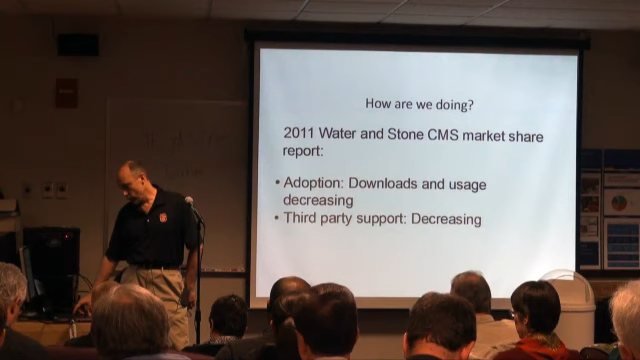 How are we doing?
2011 Water and Stone CMS market share
report:
• Adoption: Downloads and usage
decreasing
• Third party support: Decreasing